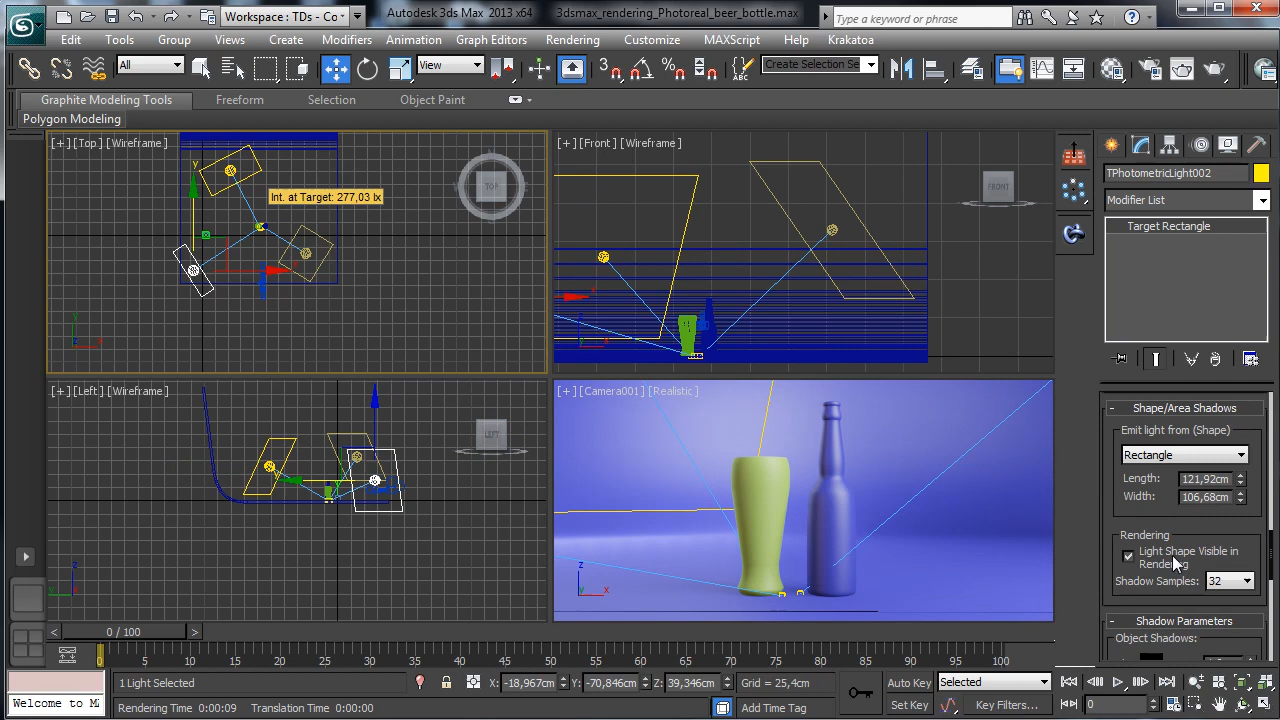 Workspace : TDs - Co
Autodesk 3ds Max 2013 x64
3dsmax_rendering_Photoreal_beer_bottle.max
Type a keyword or phrase
Edit Tools Group Views Create Modifiers Animation Graph Editors Rendering Customize MAXScript Help Krakatoa
All
View
3
%
ABC
Create Selection Se
Graphite Modeling Tools Freeform Selection Object Paint
Polygon Modeling
[+] [Top] [Wireframe]
y
Int. at Target: 277,03 lx
TOP
[+] [Front] [Wireframe]
FRONT
[+] [Left] [Wireframe]
LEFT
[+] [Camera001] [Realistic]
TPhotometricLight002
Modifier List
Target Rectangle
- Shape/Area Shadows
Emit light from (Shape)
Rectangle
Length: 121,92cm
Width: 106,68cm
Rendering
Light Shape Visible in
Rendering
Shadow Samples: 32
- Shadow Parameters
Object Shadows:
< 0 / 100 >
0 5 10 15 20 25 30 35 40 45 50 55 60 65 70 75 80 85 90 95 100
1 Light Selected
X: -18,967cm Y: -70,846cm Z: 39,346cm
Grid = 25,4cm
Auto Key
Selected
Welcome to MA
Rendering Time 0:00:09 Translation Time 0:00:00
Add Time Tag
Set Key
Key Filters...
0